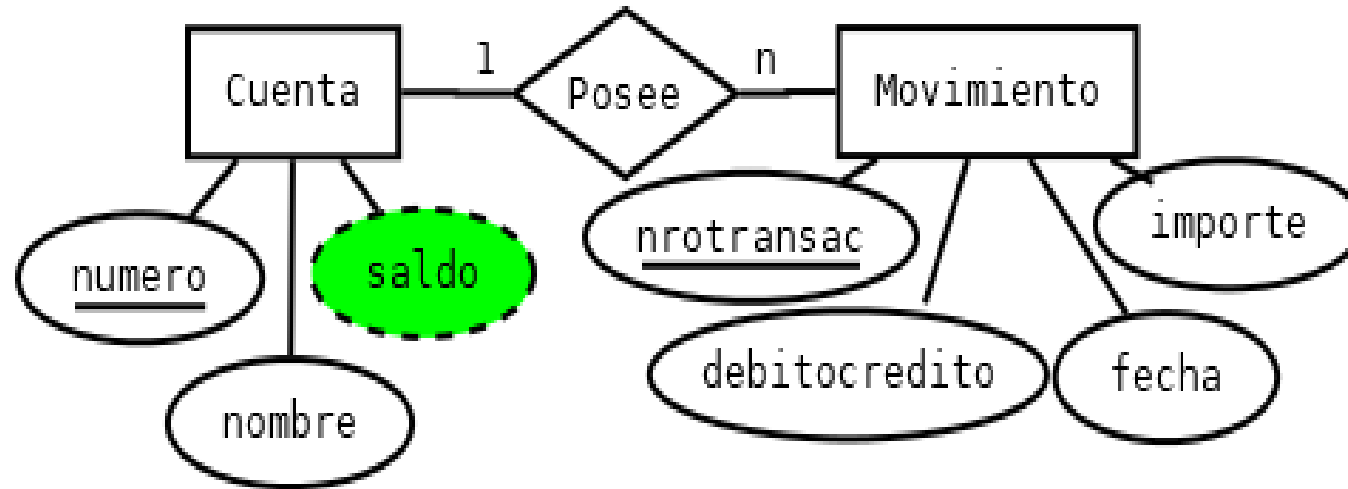 Cuenta
1
Posee
n
Movimiento
numero
nombre
saldo
nrotransac
debitocredito
fecha
importe